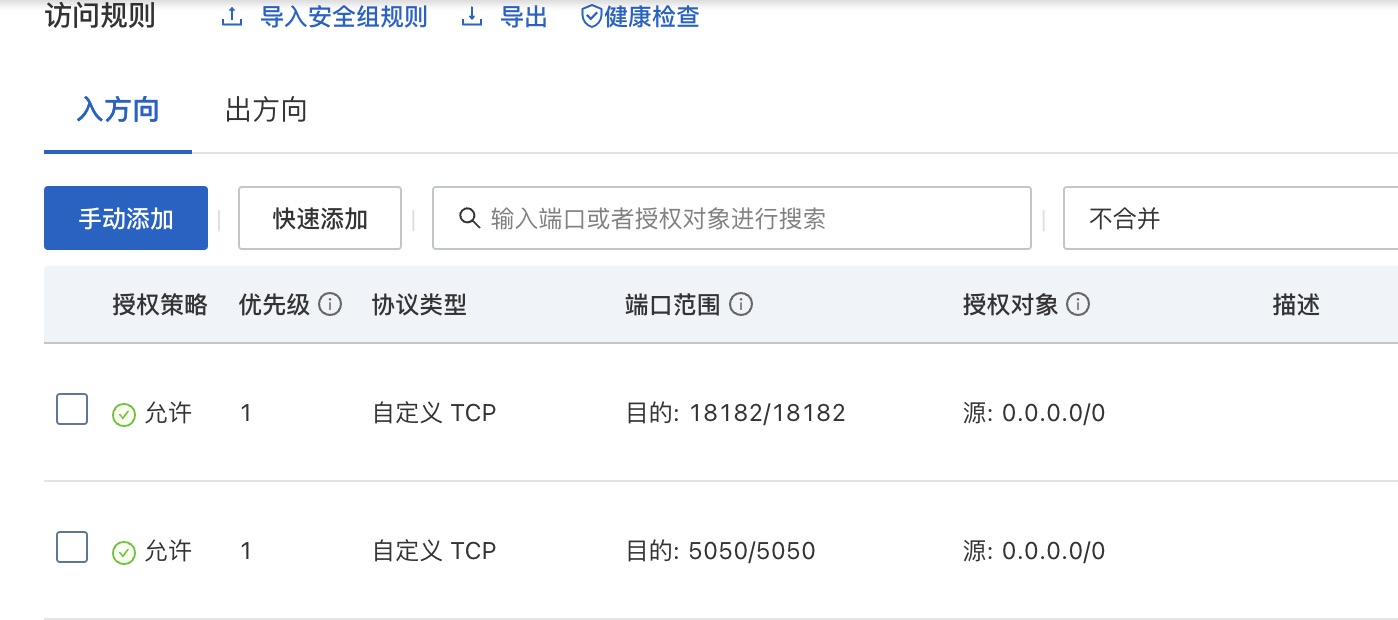 访问规则 导入安全组规则 导出 健康检查
入方向 出方向
手动添加 快速添加 输入端口或者授权对象进行搜索 不合并
授权策略 优先级 协议类型 端口范围 授权对象 描述
允许 1 自定义 TCP 目的: 18182/18182 源: 0.0.0.0/0
允许 1 自定义 TCP 目的: 5050/5050 源: 0.0.0.0/0